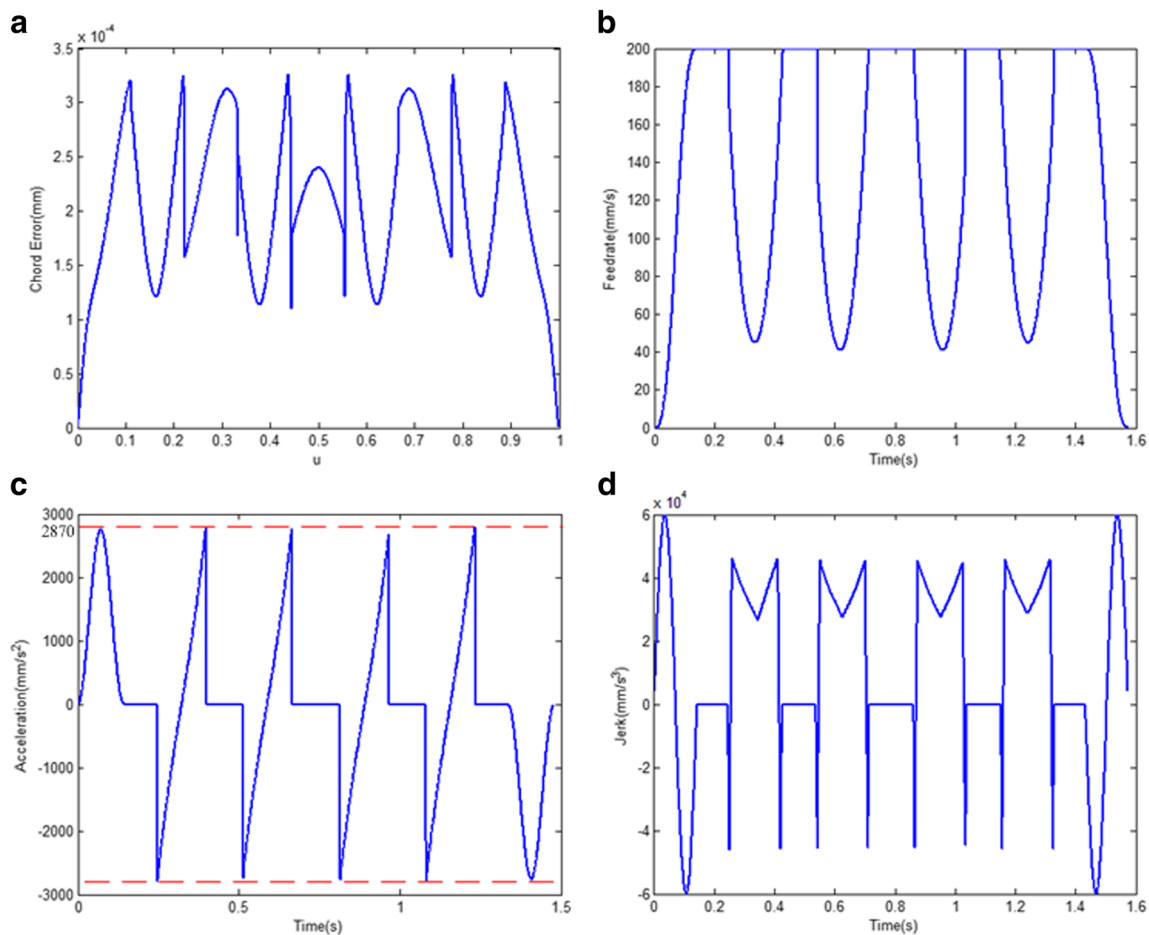 a
× 10⁻⁴
3.5
3
2.5
2
1.5
1
0.5
0
Chord Error(mm)
0 0.1 0.2 0.3 0.4 0.5 0.6 0.7 0.8 0.9 1
u
b
200
180
160
140
120
100
80
60
40
20
0
Feedrate(mm/s)
0 0.2 0.4 0.6 0.8 1 1.2 1.4 1.6
Time(s)
c
3000
2870
2000
1000
0
-1000
-2000
-3000
Acceleration(mm/s²)
0 0.5 1 1.5
Time(s)
d
× 10⁴
6
4
2
0
-2
-4
-6
Jerk(mm/s³)
0 0.2 0.4 0.6 0.8 1 1.2 1.4 1.6
Time(s)